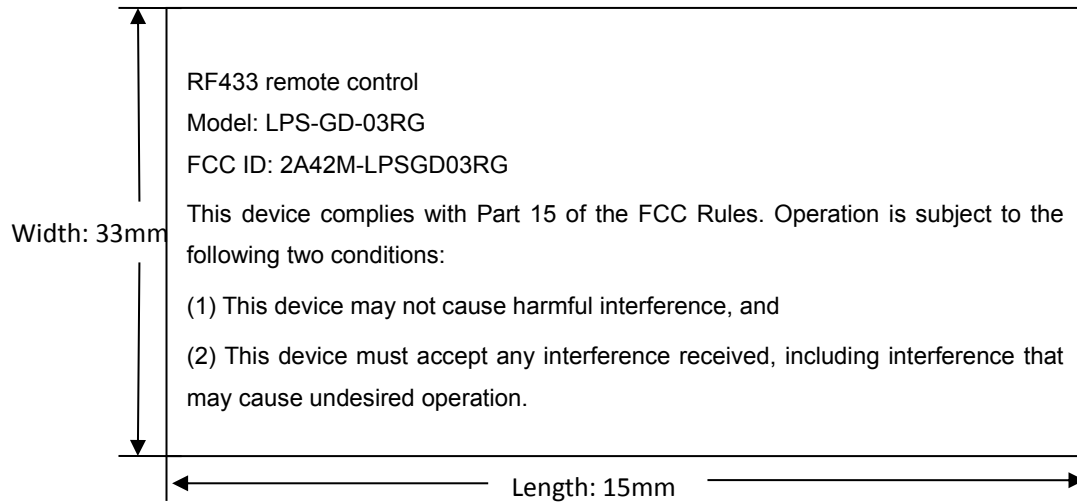 RF433 remote control
Model: LPS-GD-03RG
FCC ID: 2A42M-LPSGD03RG
This device complies with Part 15 of the FCC Rules. Operation is subject to the
following two conditions:
Width: 33mm
(1) This device may not cause harmful interference, and
(2) This device must accept any interference received, including interference that
may cause undesired operation.
Length: 15mm